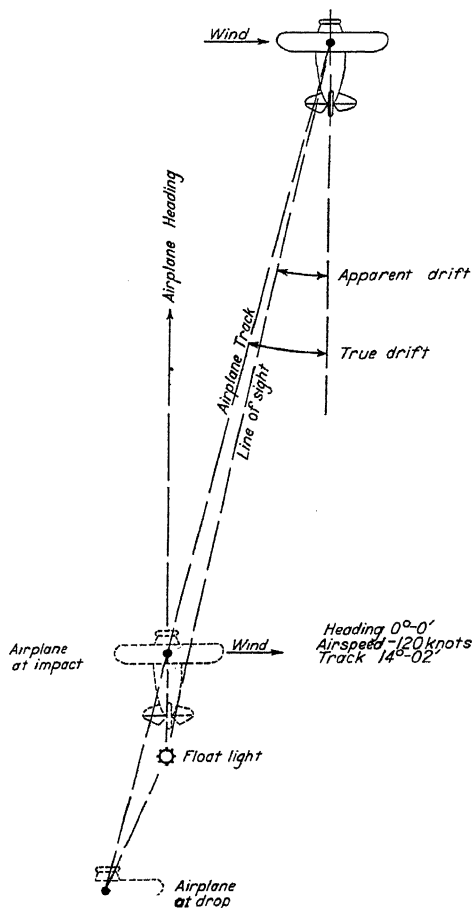 Wind
Airplane Heading
Apparent drift
True drift
Airplane Track
Line of sight
Airplane
at impact
Wind
Heading 0°-0'
Airspeed-120 knots
Track 14°-02'
Float light
Airplane
at drop